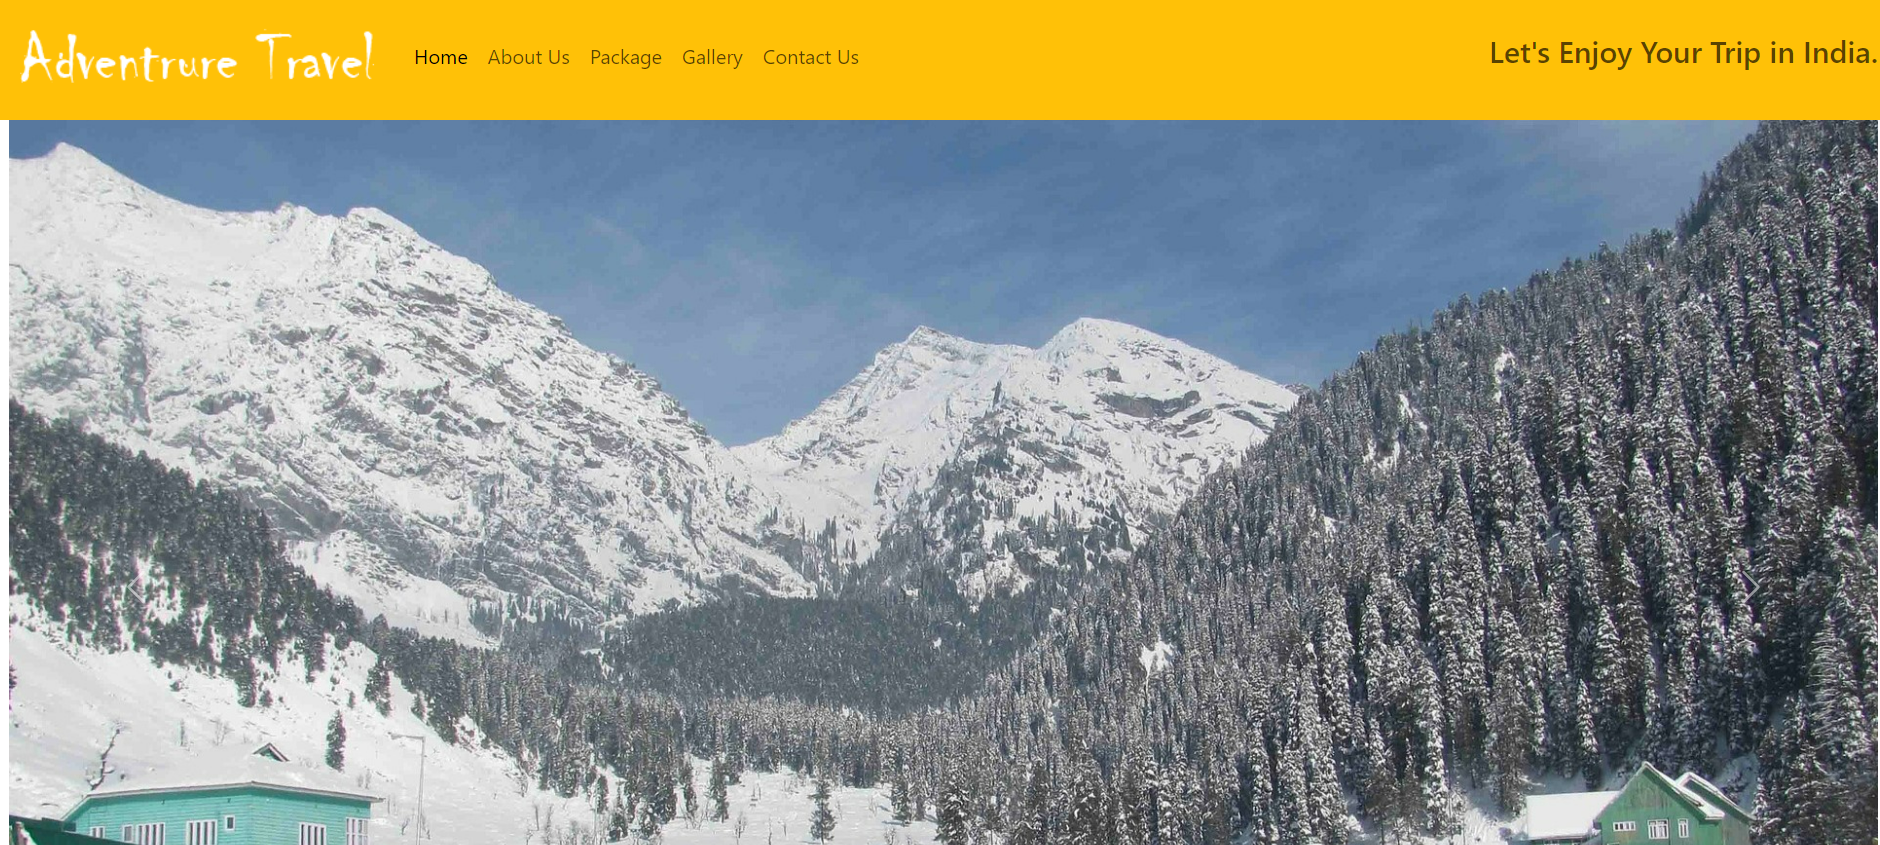 Adventrure Travel
Home About Us Package Gallery Contact Us
Let's Enjoy Your Trip in India.